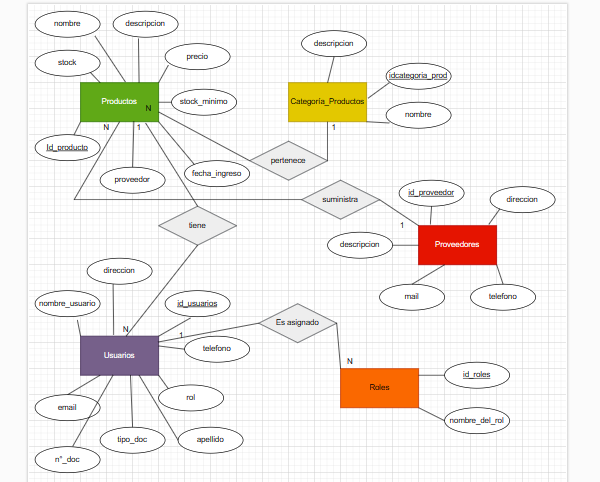 nombre
descripcion
stock
precio
Productos
N
stock_minimo
N
1
Id_producto
proveedor
fecha_ingreso
descripcion
Categoría_Productos
idcategoria_prod
nombre
1
pertenece
suministra
id_proveedor
direccion
1
Proveedores
descripcion
mail
telefono
tiene
direccion
nombre_usuario
id_usuarios
N
1
Usuarios
telefono
Es asignado
N
email
rol
tipo_doc
apellido
n°_doc
Roles
id_roles
nombre_del_rol